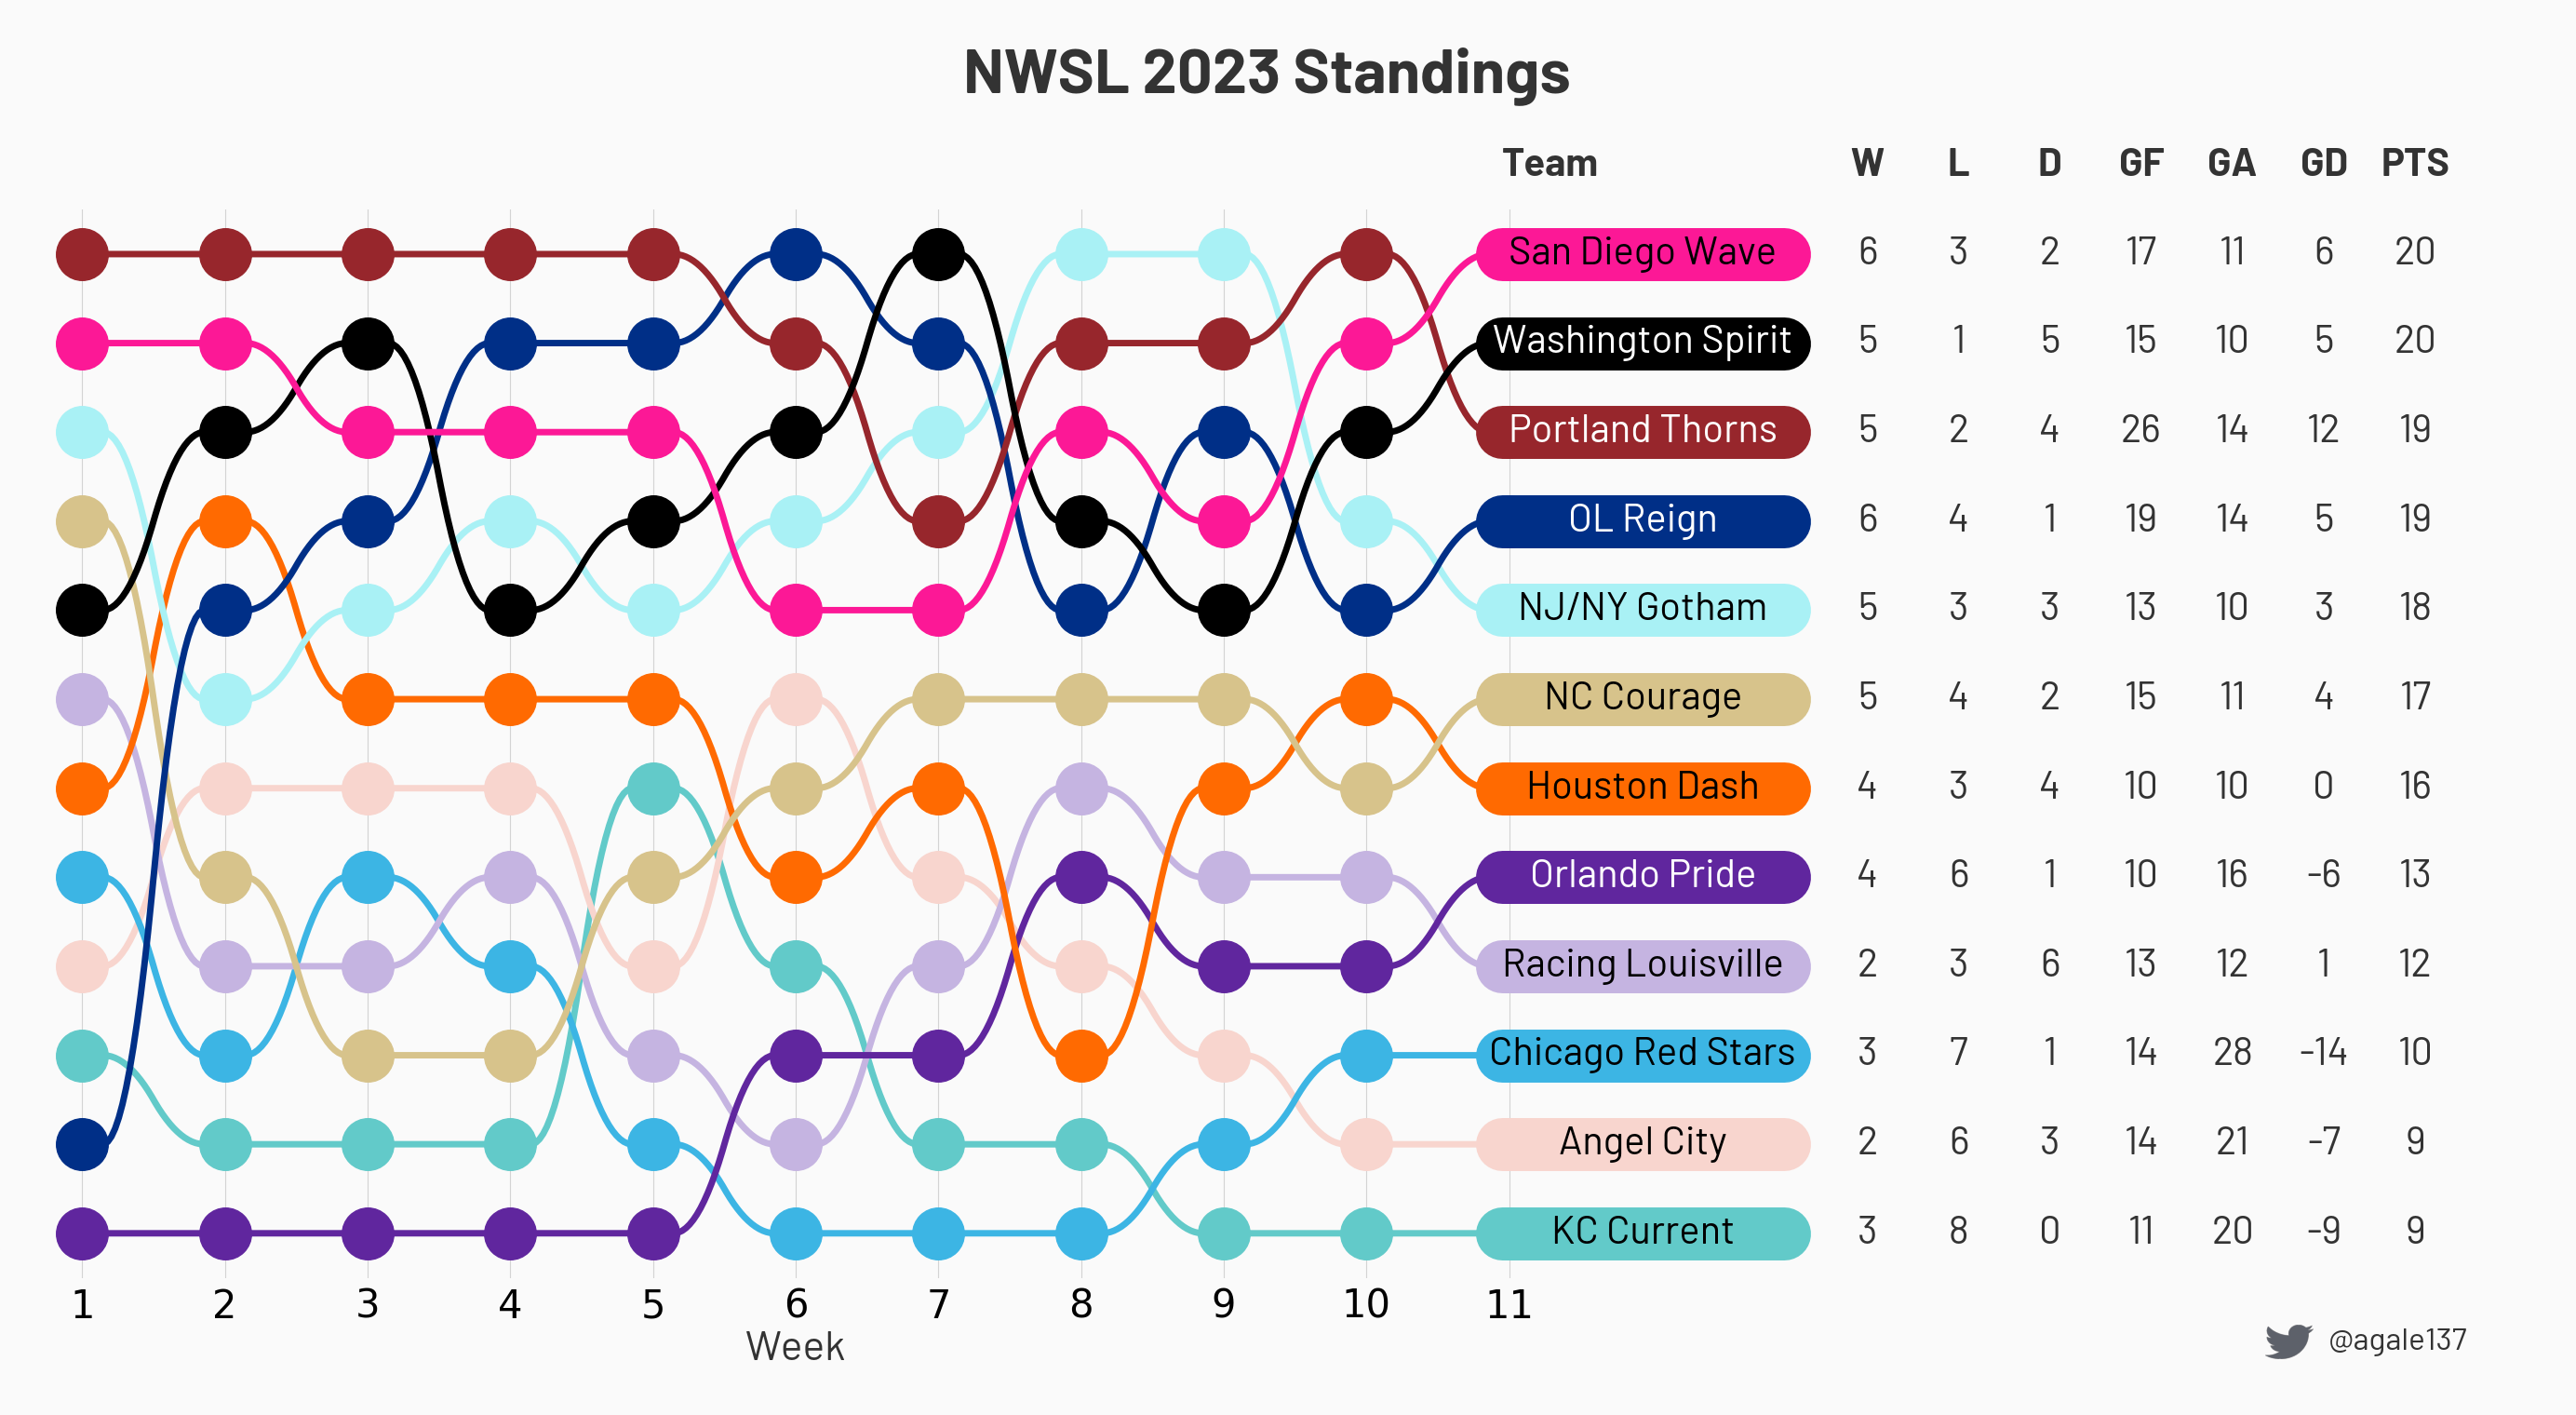 NWSL 2023 Standings
Team W L D GF GA GD PTS
San Diego Wave 6 3 2 17 11 6 20
Washington Spirit 5 1 5 15 10 5 20
Portland Thorns 5 2 4 26 14 12 19
OL Reign 6 4 1 19 14 5 19
NJ/NY Gotham 5 3 3 13 10 3 18
NC Courage 5 4 2 15 11 4 17
Houston Dash 4 3 4 10 10 0 16
Orlando Pride 4 6 1 10 16 -6 13
Racing Louisville 2 3 6 13 12 1 12
Chicago Red Stars 3 7 1 14 28 -14 10
Angel City 2 6 3 14 21 -7 9
KC Current 3 8 0 11 20 -9 9
1 2 3 4 5 6 7 8 9 10 11
Week
@agale137